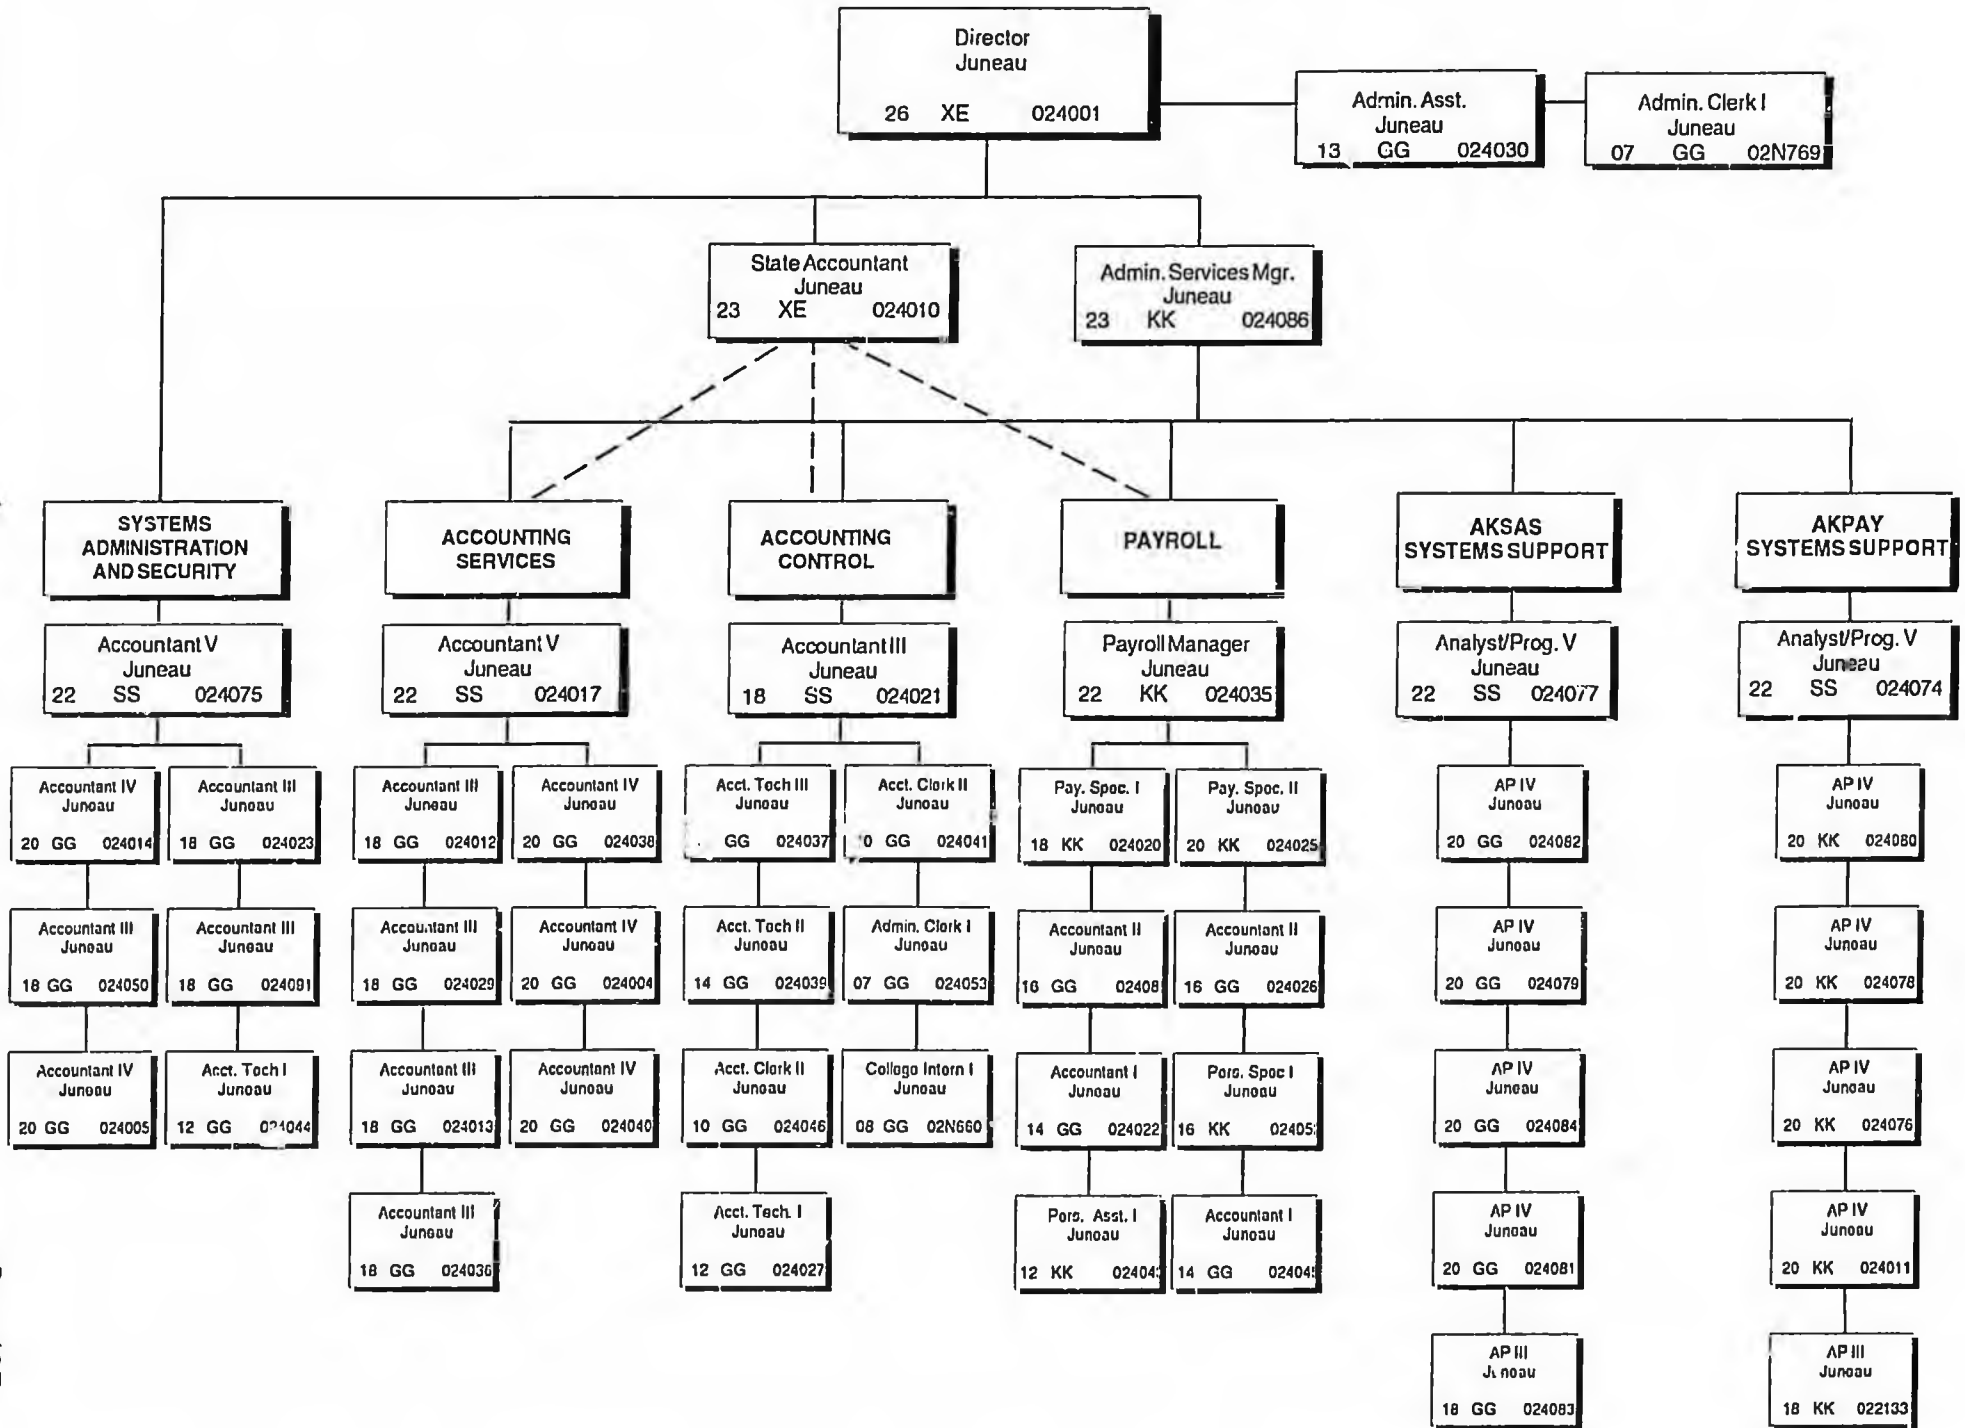 Director
Juneau
26 XE 024001
Admin. Asst.
Juneau
13 GG 024030
Admin. Clerk I
Juneau
07 GG 02N769
State Accountant
Juneau
23 XE 024010
Admin. Services Mgr.
Juneau
23 KK 024086
SYSTEMS
ADMINISTRATION
AND SECURITY
ACCOUNTING
SERVICES
ACCOUNTING
CONTROL
PAYROLL
AKSAS
SYSTEMS SUPPORT
AKPAY
SYSTEMS SUPPORT
Accountant V
Juneau
22 SS 024075
Accountant V
Juneau
22 SS 024017
Accountant III
Juneau
18 SS 024021
Payroll Manager
Juneau
22 KK 024035
Analyst/Prog. V
Juneau
22 SS 024077
Analyst/Prog. V
Juneau
22 SS 024074
Accountant IV
Juneau
20 GG 024014
Accountant III
Juneau
18 GG 024023
Accountant III
Juneau
18 GG 024012
Accountant IV
Juneau
20 GG 024038
Acct. Tech III
Juneau
GG 024037
Acct. Clerk II
Juneau
GG 024041
Pay. Spec. I
Juneau
18 KK 024020
Pay. Spec. II
Juneau
20 KK 024025
AP IV
Juneau
20 GG 024082
AP IV
Juneau
20 KK 024080
Accountant III
Juneau
18 GG 024050
Accountant III
Juneau
18 GG 024091
Accountant III
Juneau
18 GG 024029
Accountant IV
Juneau
20 GG 024004
Acct. Tech II
Juneau
14 GG 024039
Admin. Clerk I
Juneau
07 GG 024053
Accountant II
Juneau
16 GG
Accountant II
Juneau
16 GG 024026
AP IV
Juneau
20 GG 024079
AP IV
Juneau
20 KK 024078
Accountant IV
Juneau
20 GG 024005
Acct. Tech I
Juneau
12 GG
Accountant III
Juneau
18 GG 024013
Accountant IV
Juneau
20 GG 024040
Acct. Clerk II
Juneau
10 GG 024046
College Intern I
Juneau
08 GG 02N660
Accountant I
Juneau
14 GG 024022
Pers. Spec I
Juneau
16 KK
AP IV
Juneau
20 GG 024084
AP IV
Juneau
20 KK 024076
Accountant III
Juneau
18 GG 024036
Acct. Tech. I
Juneau
12 GG 024027
Pers. Asst. I
Juneau
12 KK
Accountant I
Juneau
14 GG
AP IV
Juneau
20 GG 024081
AP IV
Juneau
20 KK 024011
AP III
Juneau
18 GG 024083
AP III
Juneau
18 KK 022133